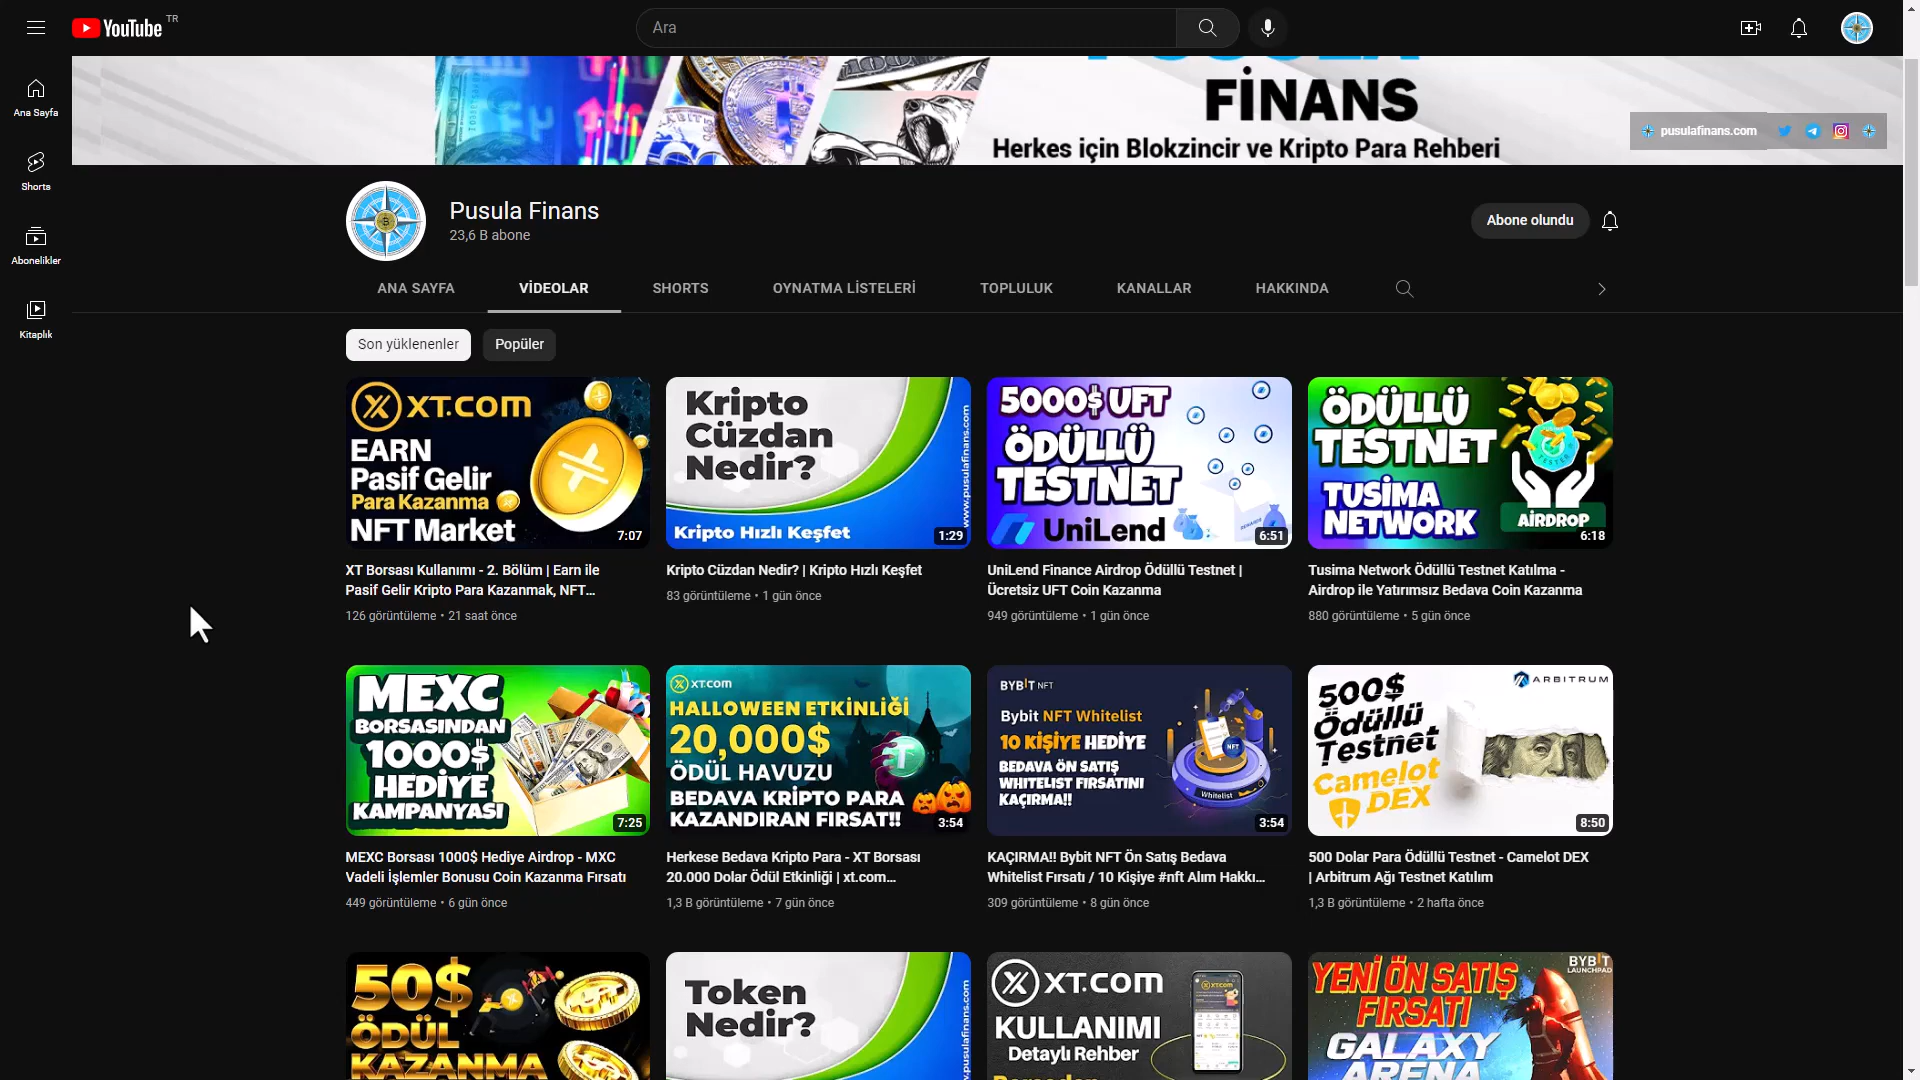 YouTube TR
Ara
FİNANS
Herkes için Blokzincir ve Kripto Para Rehberi
pusulafinans.com
Ana Sayfa
Shorts
Abonelikler
Kitaplık
Pusula Finans
23,6 B abone
Abone olundu
ANA SAYFA
VİDEOLAR
SHORTS
OYNATMA LİSTELERİ
TOPLULUK
KANALLAR
HAKKINDA
Son yüklenenler
Popüler
XT.COM
EARN
Pasif Gelir
Para Kazanma
NFT Market
7:07
XT Borsası Kullanımı - 2. Bölüm | Earn ile
Pasif Gelir Kripto Para Kazanmak, NFT...
126 görüntüleme • 21 saat önce
Kripto
Cüzdan
Nedir?
www.pusulafinans.com
Kripto Hızlı Keşfet
1:29
Kripto Cüzdan Nedir? | Kripto Hızlı Keşfet
83 görüntüleme • 1 gün önce
5000$ UFT
ÖDÜLLÜ
TESTNET
UniLend
6:51
UniLend Finance Airdrop Ödüllü Testnet |
Ücretsiz UFT Coin Kazanma
949 görüntüleme • 1 gün önce
ÖDÜLLÜ
TESTNET
TUSİMA
NETWORK
AİRDROP
6:18
Tusima Network Ödüllü Testnet Katılma -
Airdrop ile Yatırımsız Bedava Coin Kazanma
880 görüntüleme • 5 gün önce
MEXC
BORSASINDAN
1000$
HEDİYE
KAMPANYASI
7:25
MEXC Borsası 1000$ Hediye Airdrop - MXC
Vadeli İşlemler Bonusu Coin Kazanma Fırsatı
449 görüntüleme • 6 gün önce
XT.COM
HALLOWEEN ETKİNLİĞİ
20,000$
ÖDÜL HAVUZU
BEDAVA KRİPTO PARA
KAZANDIRAN FIRSAT!!
3:54
Herkese Bedava Kripto Para - XT Borsası
20.000 Dolar Ödül Etkinliği | xt.com...
1,3 B görüntüleme • 7 gün önce
BYBIT NFT
Bybit NFT Whitelist
10 KİŞİYE HEDİYE
BEDAVA ÖN SATIŞ
WHITELIST FIRSATINI
KAÇIRMA!!
NFT
Whitelist
3:54
KAÇIRMA!! Bybit NFT Ön Satış Bedava
Whitelist Fırsatı / 10 Kişiye #nft Alım Hakkı...
309 görüntüleme • 8 gün önce
ARBITRUM
500$
Ödüllü
Testnet
Camelot
DEX
8:50
500 Dolar Para Ödüllü Testnet - Camelot DEX
| Arbitrum Ağı Testnet Katılım
1,3 B görüntüleme • 2 hafta önce
50$
ÖDÜL
KAZANMA
Token
Nedir?
pusulafinans.com
XT.COM
KULLANIMI
Detaylı Rehber
BYBIT
LAUNCHPAD
YENİ ÖN SATIŞ
FIRSATI
GALAXY
ARENA